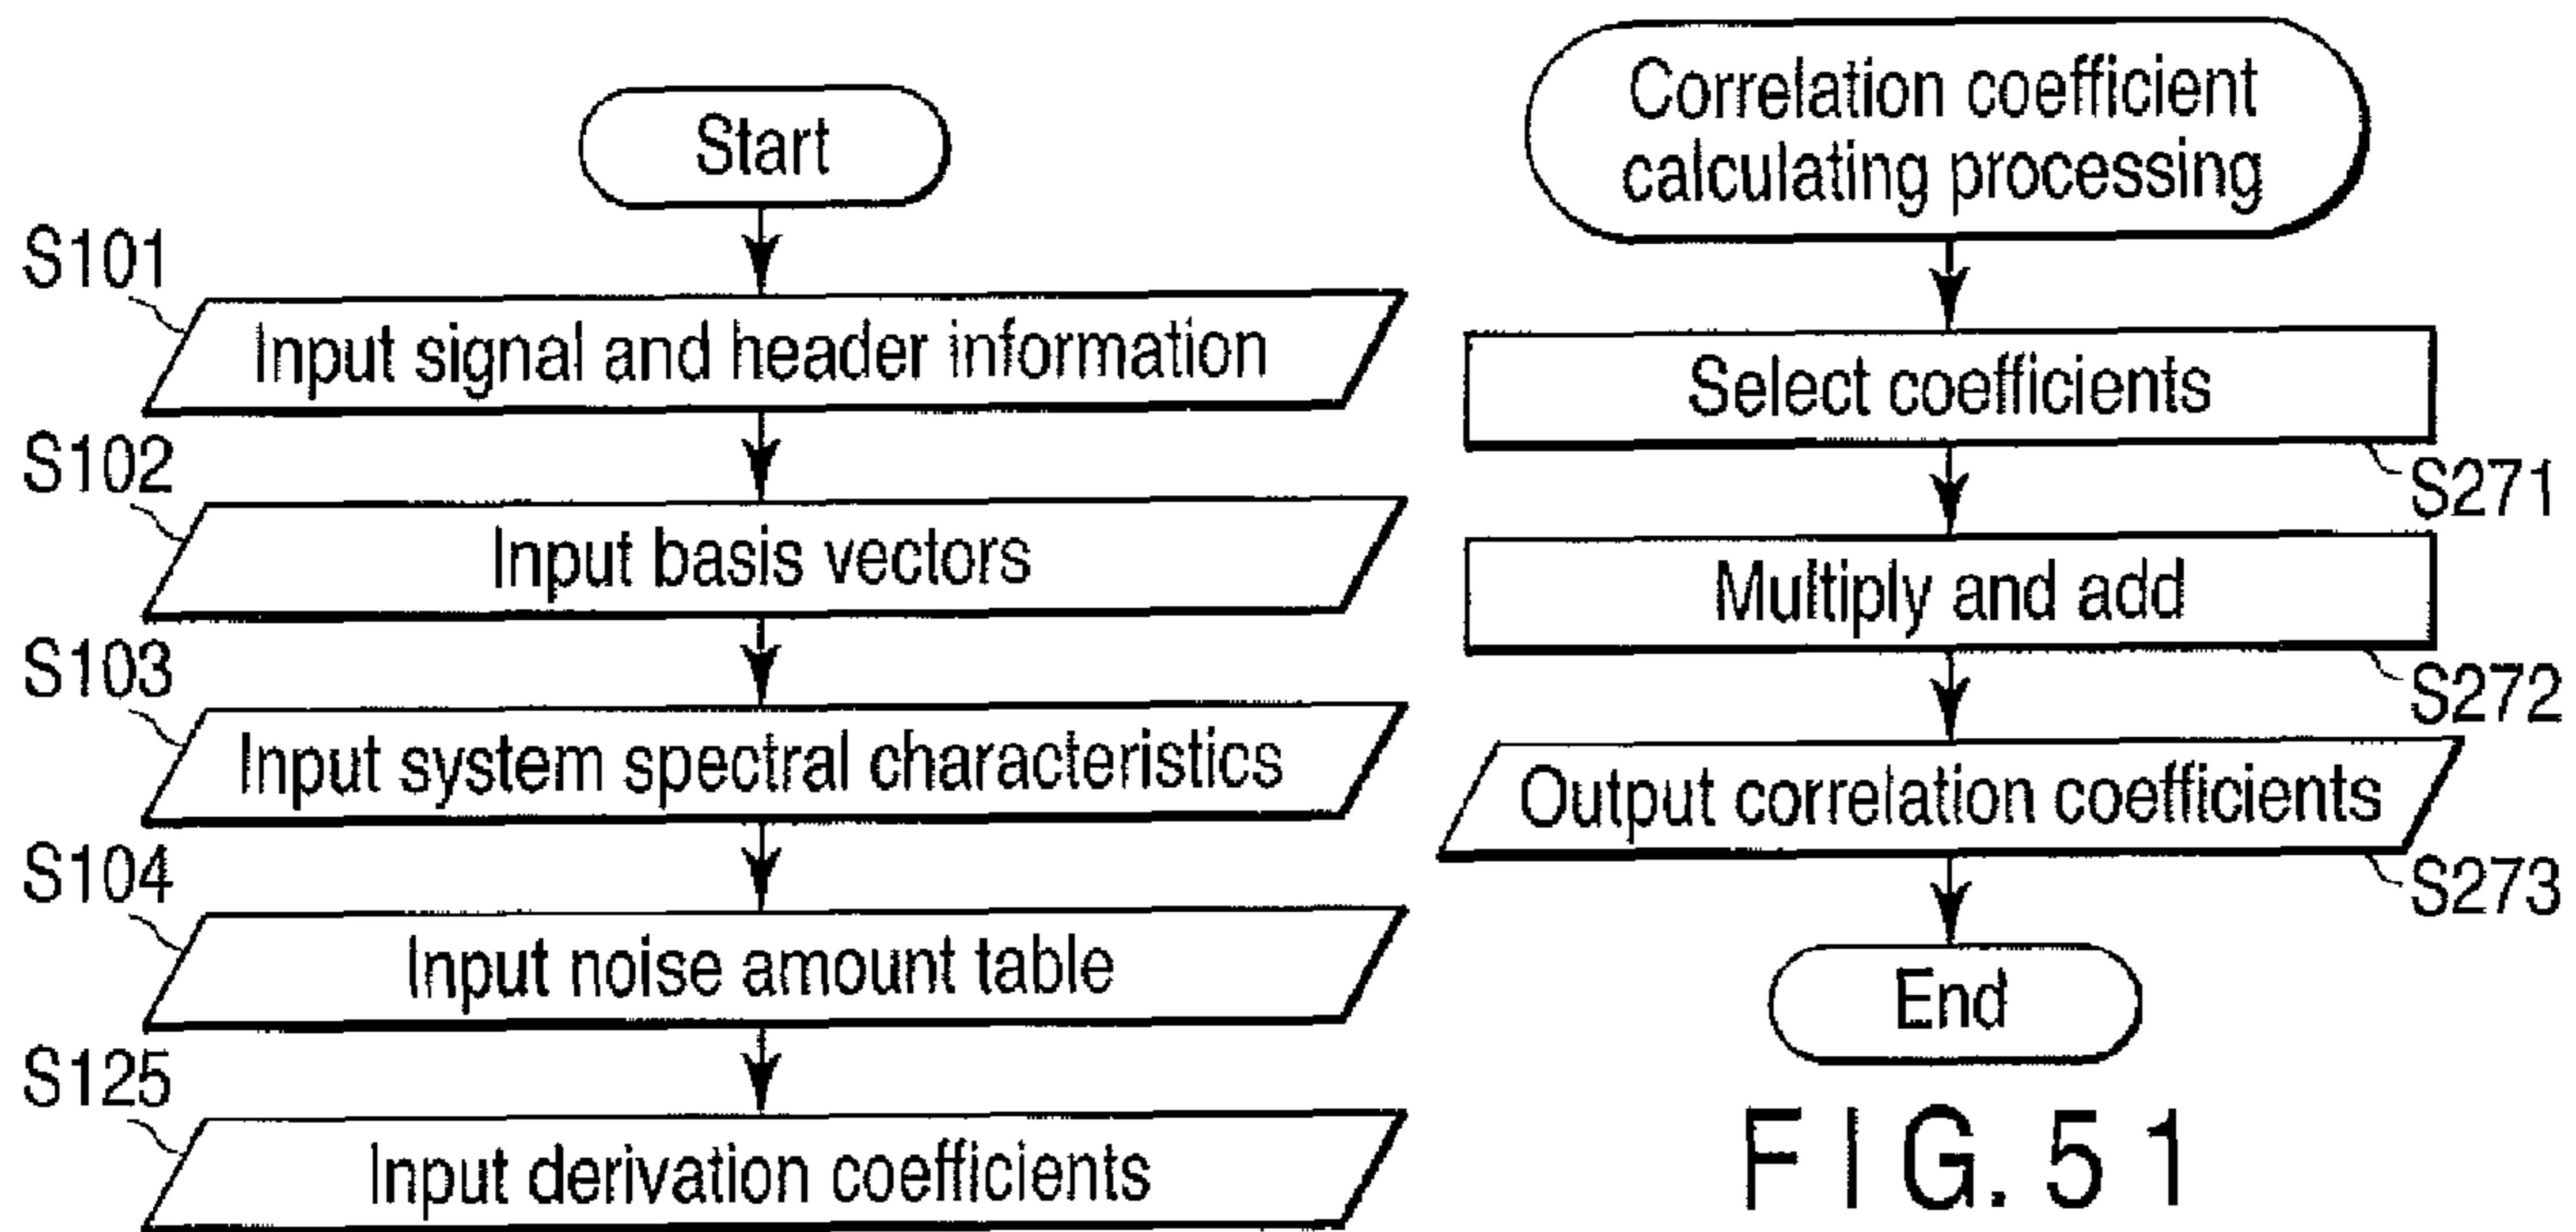 Start
S101
Input signal and header information
S102
Input basis vectors
S103
Input system spectral characteristics
S104
Input noise amount table
S125
Input derivation coefficients
Correlation coefficient
calculating processing
Select coefficients
S271
Multiply and add
S272
Output correlation coefficients
S273
End
FIG. 51